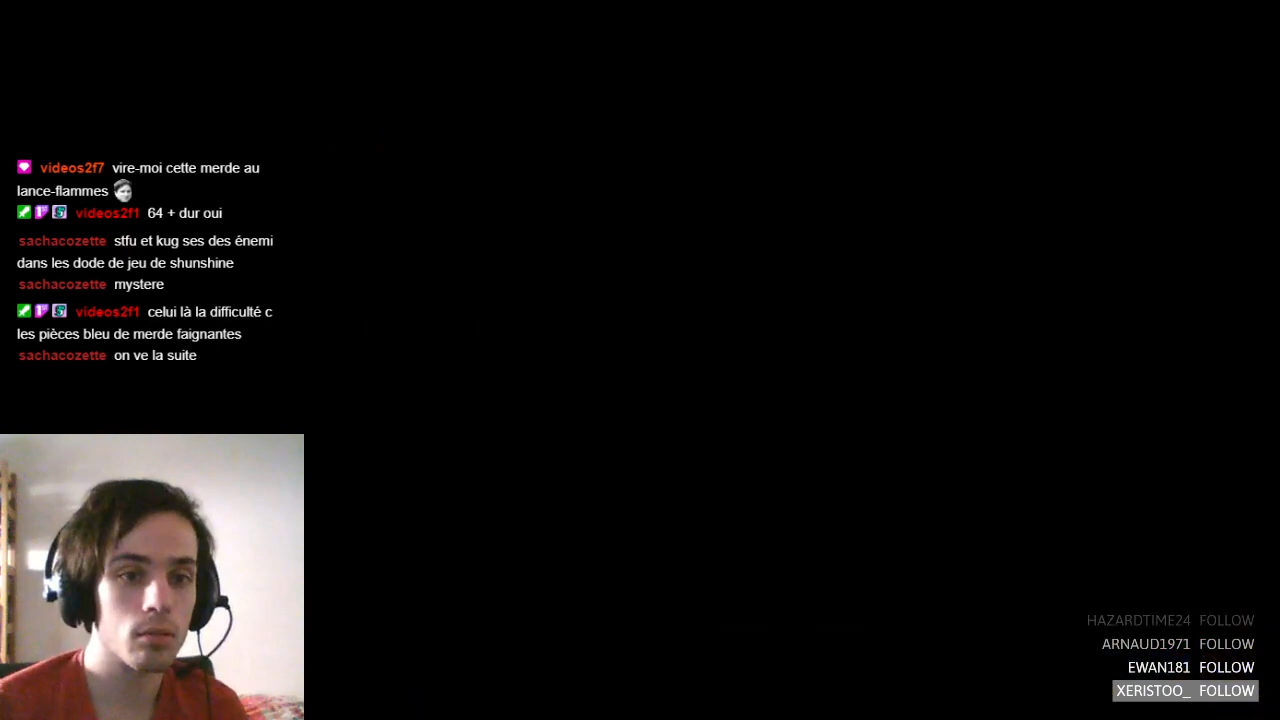 videos2f7 vire-moi cette merde au
lance-flammes
videos2f1 64 + dur oui
sachacozette stfu et kug ses des énemi
dans les dode de jeu de shunshine
sachacozette mystere
videos2f1 celui là la difficulté c
les pièces bleu de merde faignantes
sachacozette on ve la suite
HAZARDTIME24 FOLLOW
ARNAUD1971 FOLLOW
EWAN181 FOLLOW
XERISTOO_ FOLLOW